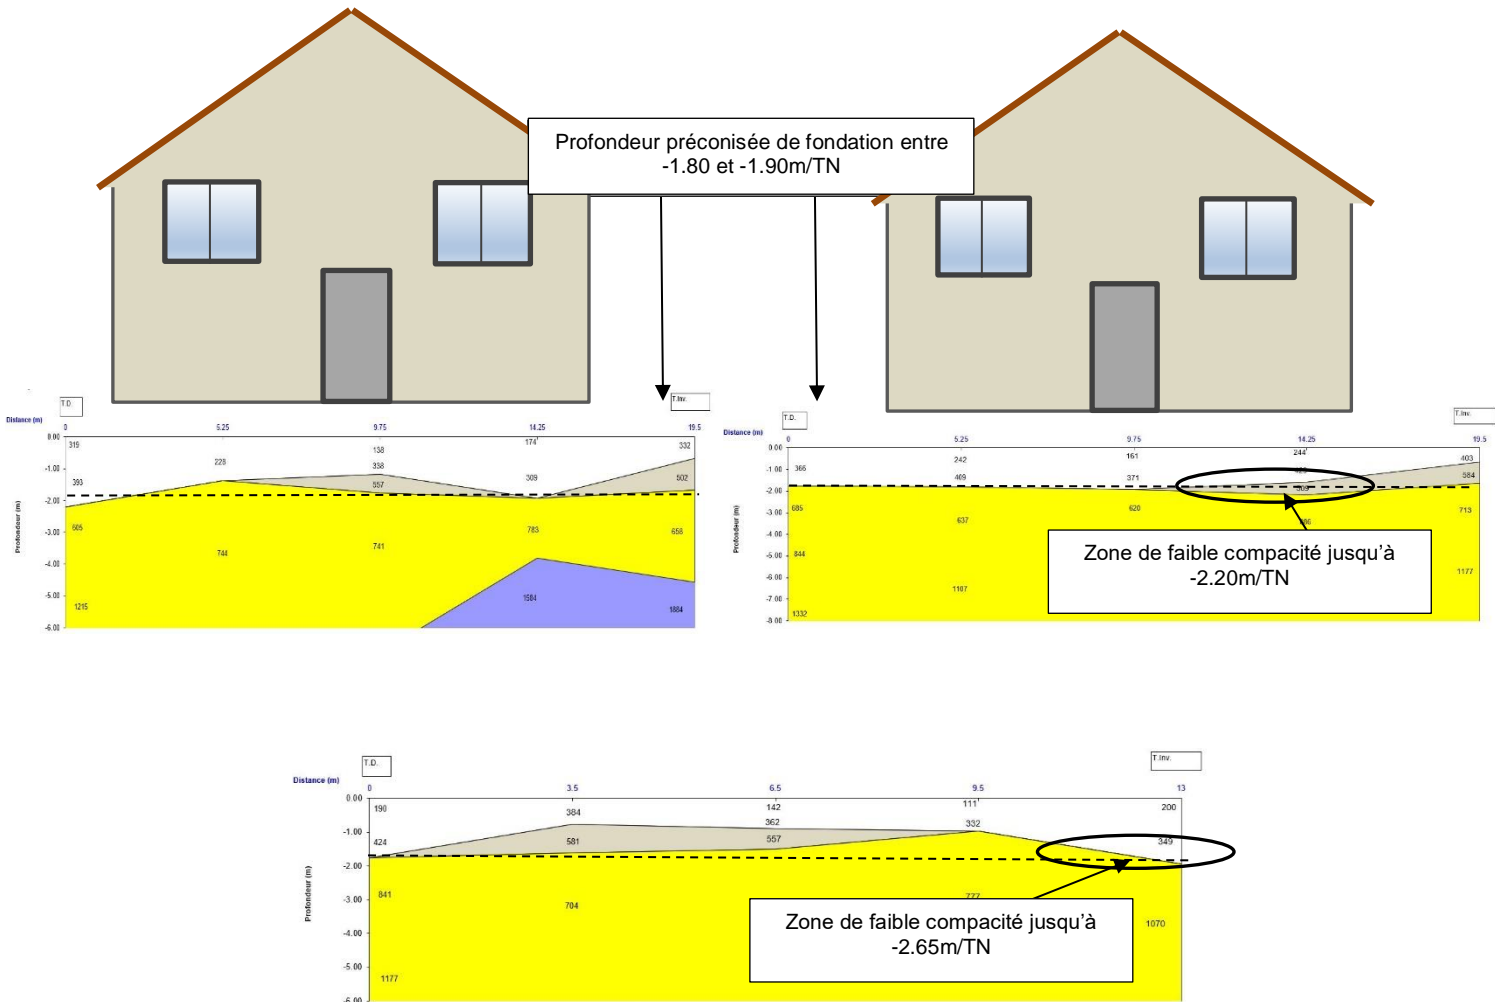 Profondeur préconisée de fondation entre
-1.80 et -1.90m/TN
T.D.
T.Inv.
Distance (m)
0 5.25 9.75 14.25 19.5
0.00
-1.00
-2.00
-3.00
-4.00
-5.00
-6.00
Profondeur (m)
319 228 138 174 332
393 338 309 502
557
605 744 741 783 658
1215 1584 1884
T.D.
T.Inv.
Distance (m)
0 5.25 9.75 14.25 19.5
0.00
-1.00
-2.00
-3.00
-4.00
-5.00
-6.00
-7.00
-8.00
Profondeur (m)
366 242 161 244 403
469 371 584
685 637 620 713
844 1107 1177
1332
Zone de faible compacité jusqu'à
-2.20m/TN
T.D.
T.Inv.
Distance (m)
0 3.5 6.5 9.5 13
0.00
-1.00
-2.00
-3.00
-4.00
-5.00
-6.00
Profondeur (m)
190 384 142 111 200
424 581 362 332 349
557
841 704 777 1070
1177
Zone de faible compacité jusqu'à
-2.65m/TN